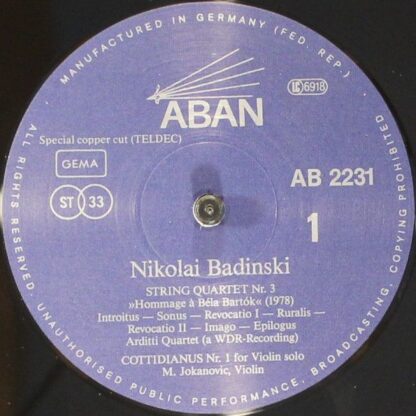 MANUFACTURED IN GERMANY (FED. REP.)
ABAN
LC 6918
Special copper cut (TELDEC)
GEMA
ST 33
AB 2231
1
Nikolai Badinski
STRING QUARTET Nr. 3
»Hommage à Béla Bartók« (1978)
Introitus — Sonus — Revocatio I — Ruralis —
Revocatio II — Imago — Epilogus
Arditti Quartet (a WDR-Recording)
COTTIDIANUS Nr. 1 for Violin solo
M. Jokanovic, Violin
ALL RIGHTS RESERVED. UNAUTHORISED PUBLIC PERFORMANCE, BROADCASTING, COPYING PROHIBITED